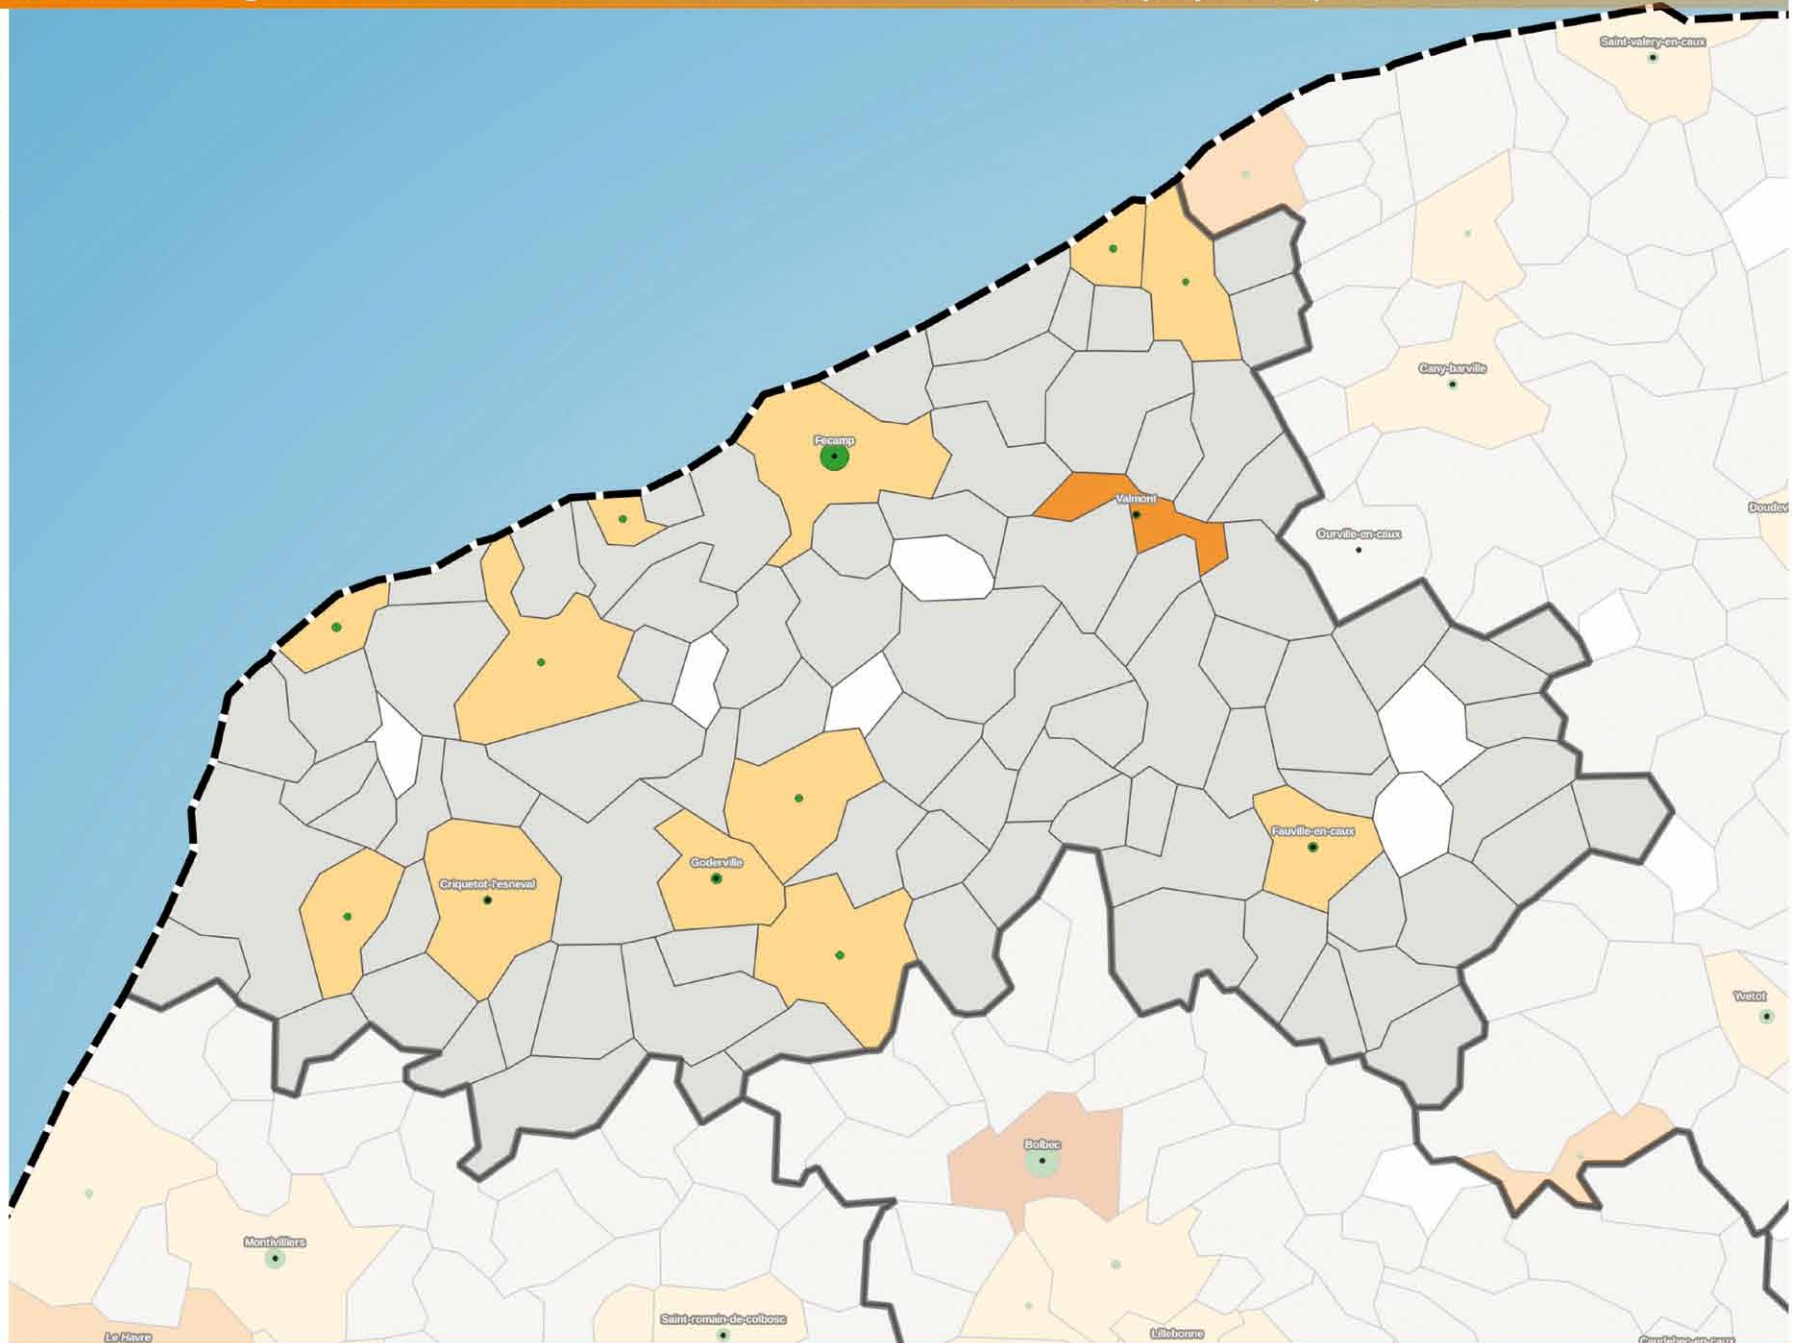 Saint-valery-en-caux
Cany-barville
Fecamp
Valmont
Doudev
Ourville-en-caux
Fauville-en-caux
Goderville
Criquetot-l'esneval
Yvetot
Bolbec
Montivilliers
Saint-romain-de-colbosc
Lillebonne
Le Havre